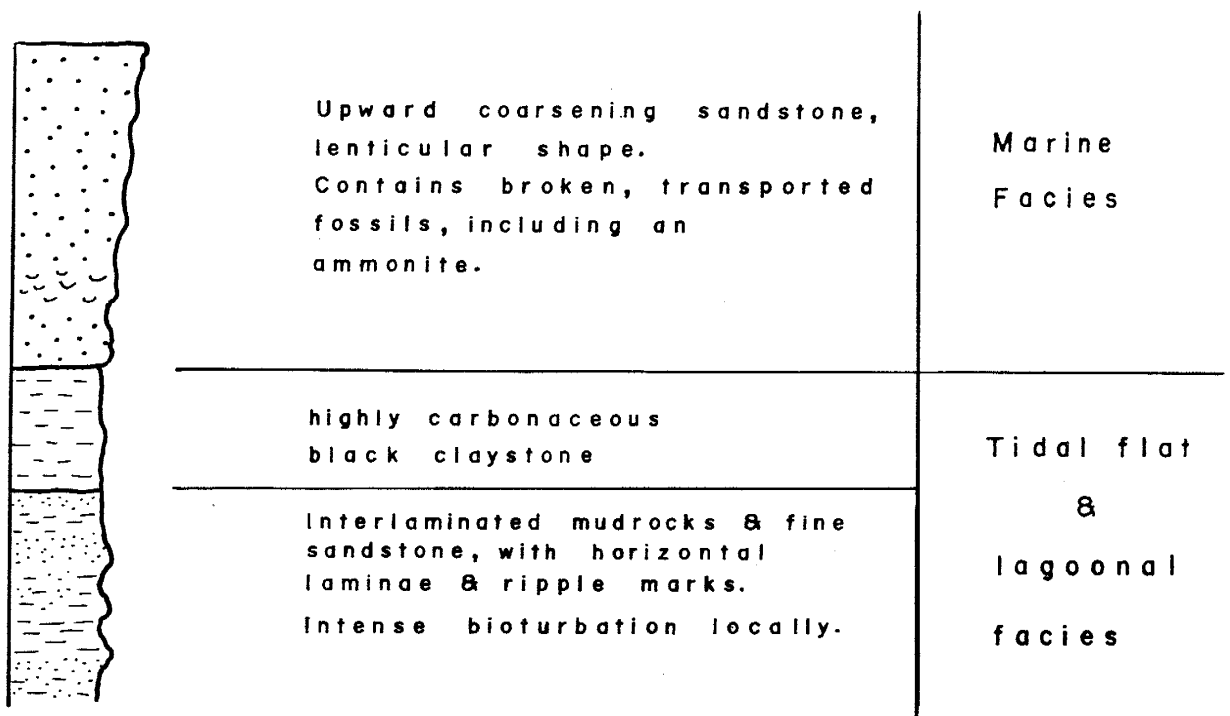 Upward coarsening sandstone,
lenticular shape.
Contains broken, transported
fossils, including an
ammonite.
Marine
Facies
highly carbonaceous
black claystone
Interlaminated mudrocks & fine
sandstone, with horizontal
laminae & ripple marks.
Intense bioturbation locally.
Tidal flat
&
lagoonal
facies